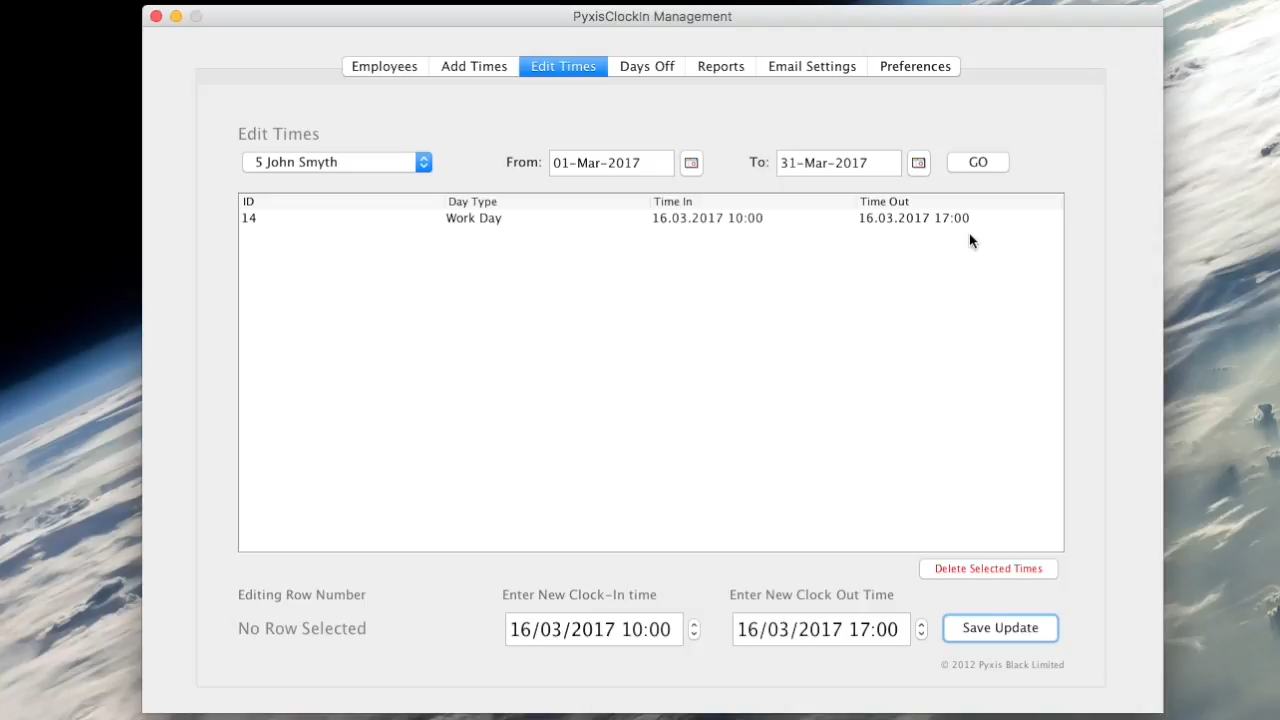 PyxisClockIn Management
Employees Add Times Edit Times Days Off Reports Email Settings Preferences
Edit Times
5 John Smyth From: 01-Mar-2017 To: 31-Mar-2017 GO
ID Day Type Time In Time Out
14 Work Day 16.03.2017 10:00 16.03.2017 17:00
Delete Selected Times
Editing Row Number Enter New Clock-In time Enter New Clock Out Time
No Row Selected 16/03/2017 10:00 16/03/2017 17:00 Save Update
© 2012 Pyxis Black Limited